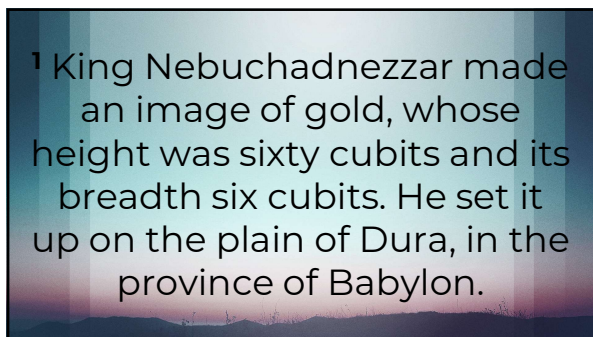 ¹ King Nebuchadnezzar made
an image of gold, whose
height was sixty cubits and its
breadth six cubits. He set it
up on the plain of Dura, in the
province of Babylon.